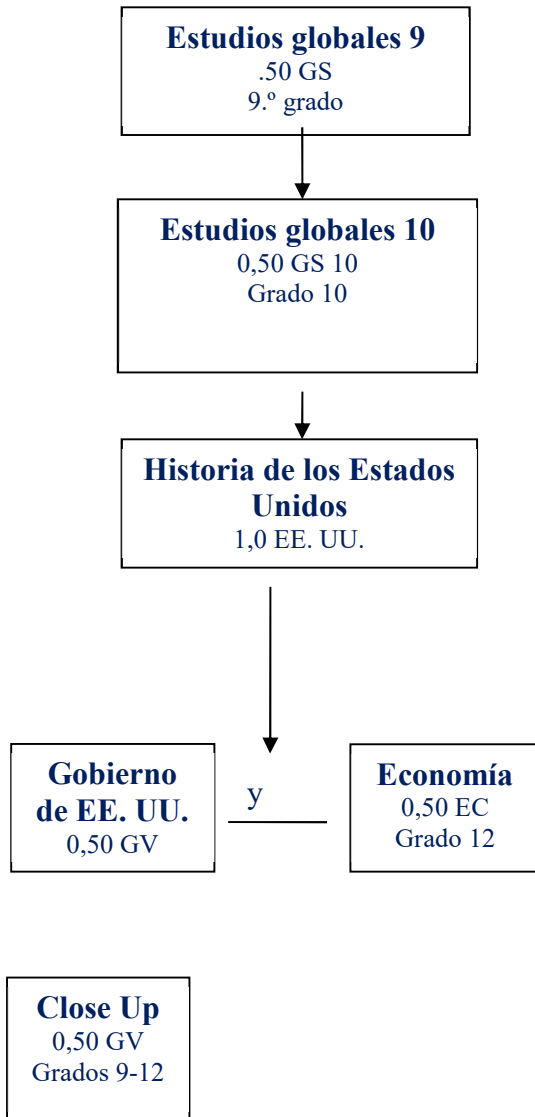 Estudios globales 9
.50 GS
9.º grado
Estudios globales 10
0,50 GS 10
Grado 10
Historia de los Estados
Unidos
1,0 EE. UU.
Gobierno
de EE. UU.
0,50 GV
y
Economía
0,50 EC
Grado 12
Close Up
0,50 GV
Grados 9-12